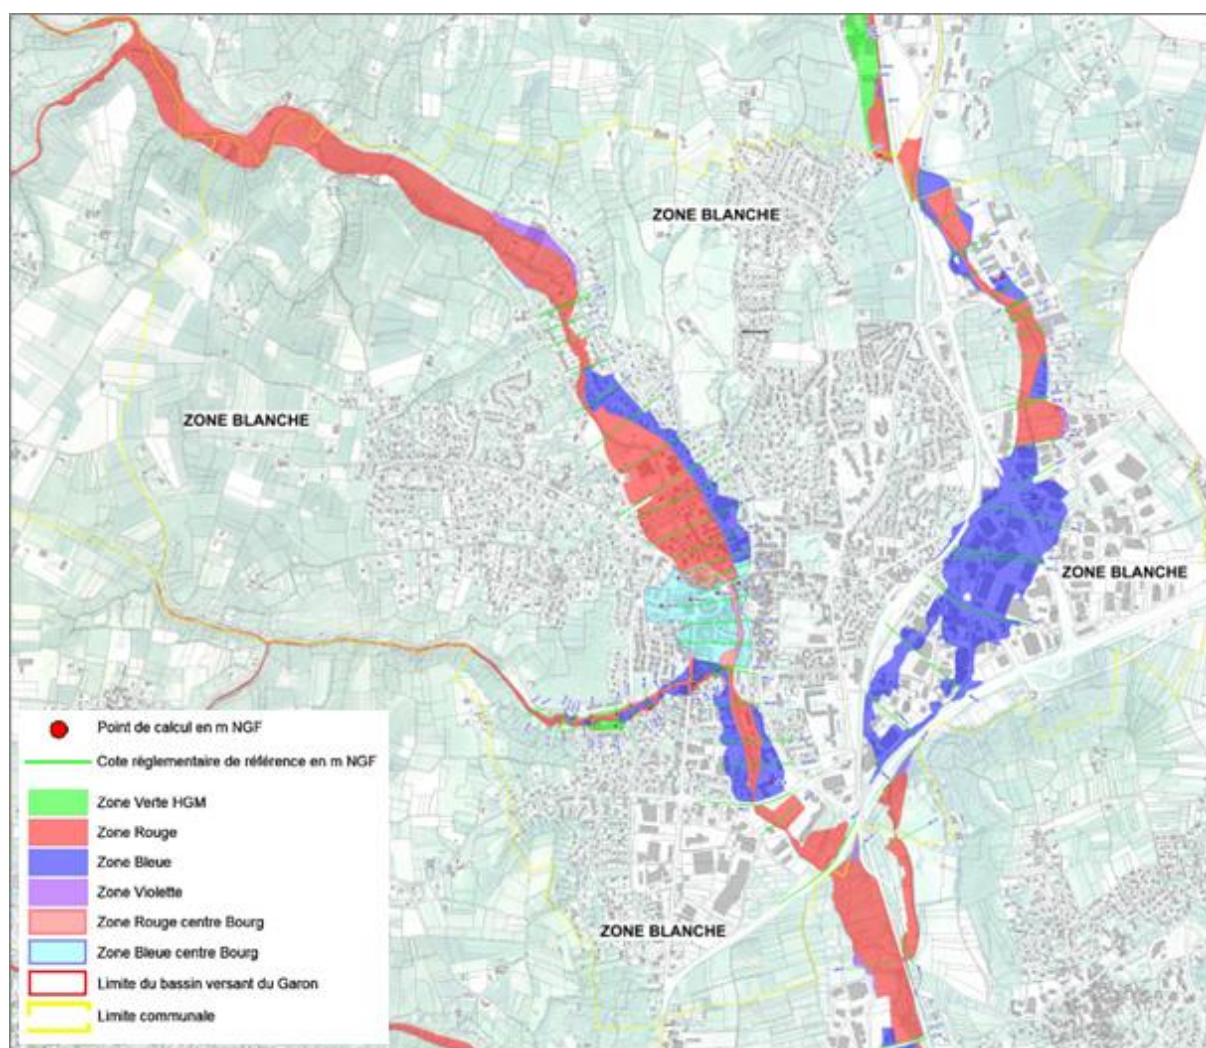 ZONE BLANCHE
ZONE BLANCHE
ZONE BLANCHE
ZONE BLANCHE
Point de calcul en m NGF
Cote règlementaire de référence en m NGF
Zone Verte HGM
Zone Rouge
Zone Bleue
Zone Violette
Zone Rouge centre Bourg
Zone Bleue centre Bourg
Limite du bassin versant du Garon
Limite communale